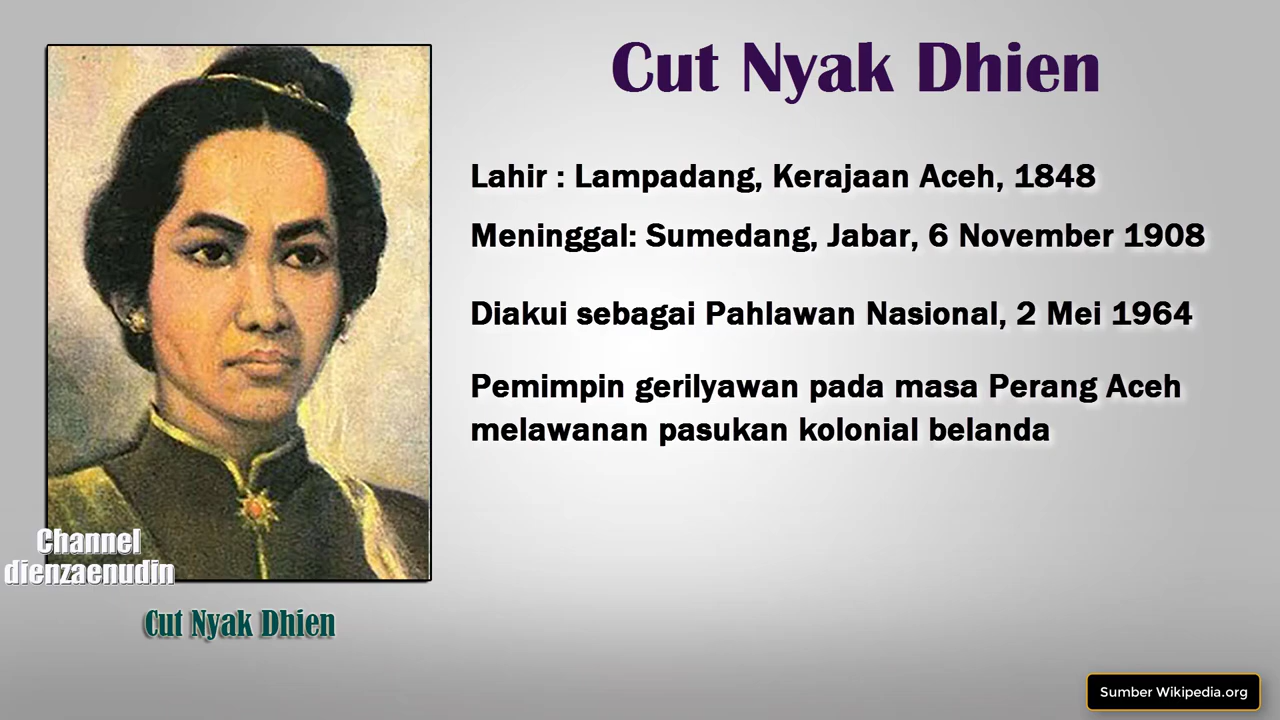 Cut Nyak Dhien
Lahir : Lampadang, Kerajaan Aceh, 1848
Meninggal: Sumedang, Jabar, 6 November 1908
Diakui sebagai Pahlawan Nasional, 2 Mei 1964
Pemimpin gerilyawan pada masa Perang Aceh
melawanan pasukan kolonial belanda
Channel
dienzaenudin
Cut Nyak Dhien
Sumber Wikipedia.org